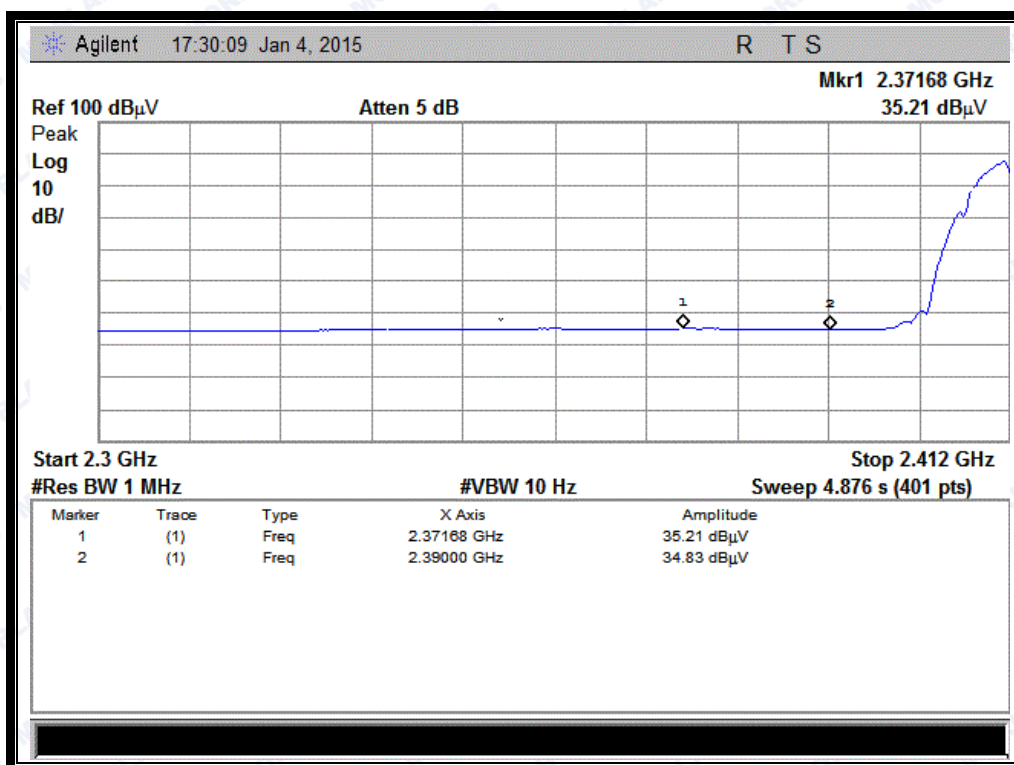 Agilent 17:30:09 Jan 4, 2015 R T S
Mkr1 2.37168 GHz
Ref 100 dBµV Atten 5 dB 35.21 dBµV
Peak
Log
10
dB/
1
2
Start 2.3 GHz Stop 2.412 GHz
#Res BW 1 MHz #VBW 10 Hz Sweep 4.876 s (401 pts)
Marker Trace Type X Axis Amplitude
1 (1) Freq 2.37168 GHz 35.21 dBµV
2 (1) Freq 2.39000 GHz 34.83 dBµV